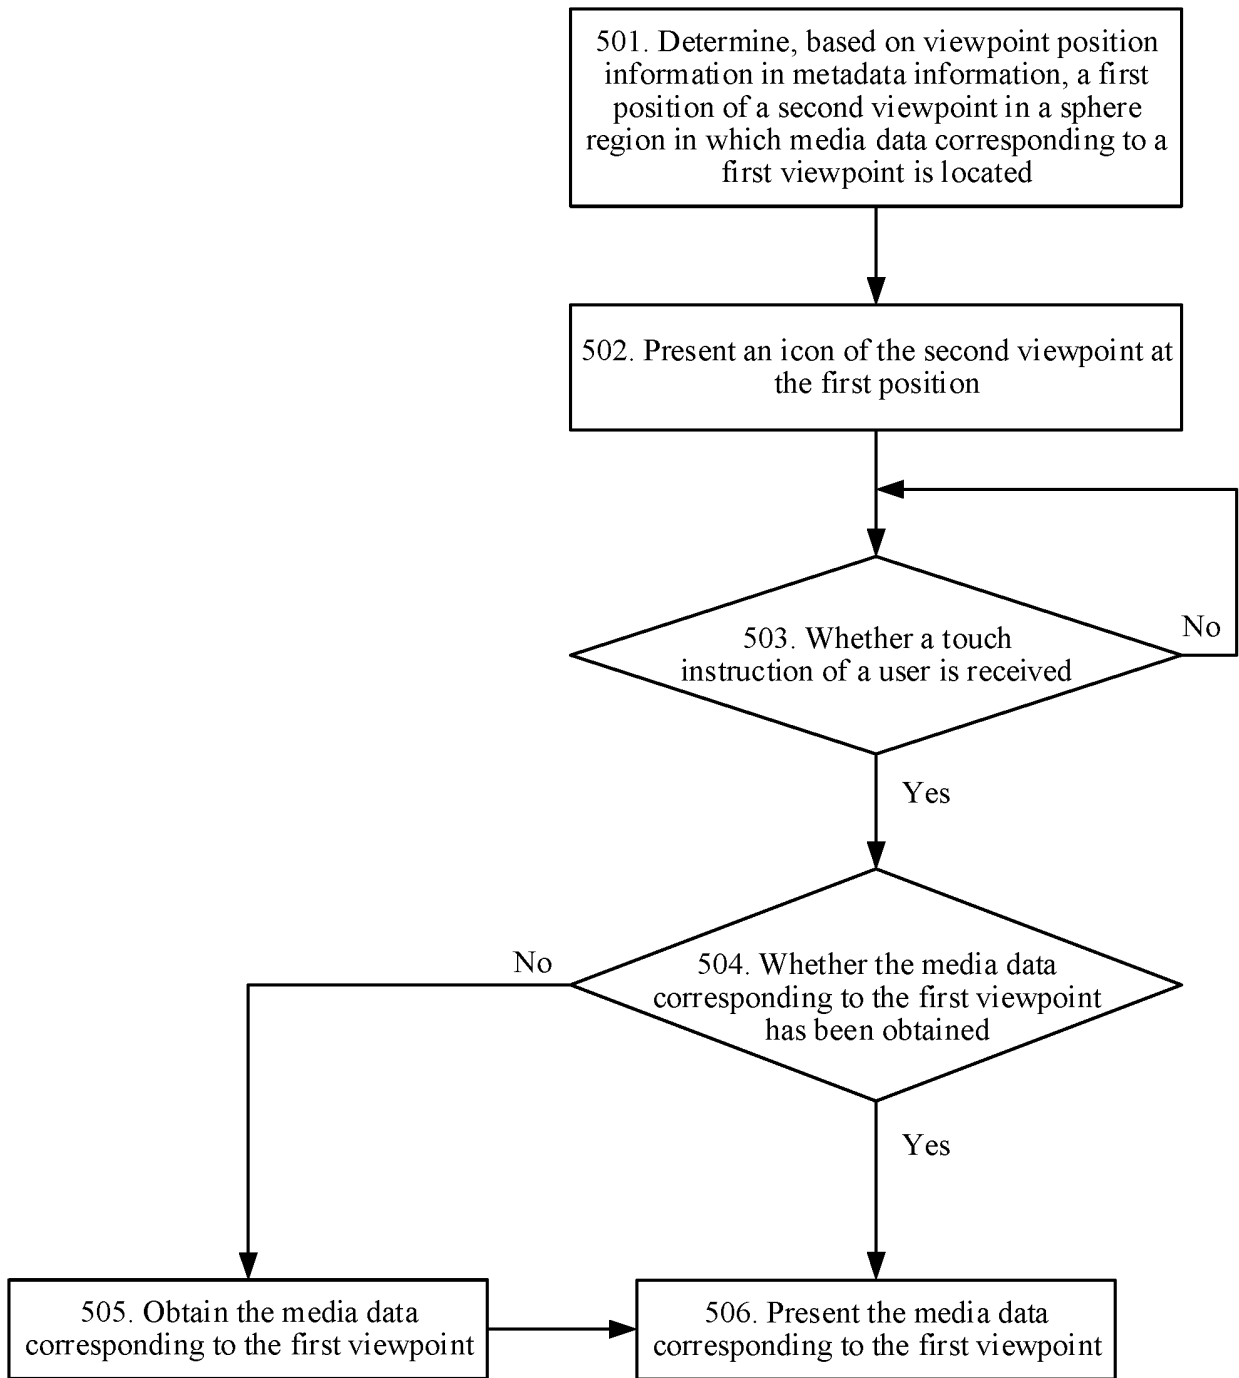 501. Determine, based on viewpoint position
information in metadata information, a first
position of a second viewpoint in a sphere
region in which media data corresponding to a
first viewpoint is located
502. Present an icon of the second viewpoint at
the first position
503. Whether a touch
instruction of a user is received
No
Yes
504. Whether the media data
corresponding to the first viewpoint
has been obtained
No
Yes
505. Obtain the media data
corresponding to the first viewpoint
506. Present the media data
corresponding to the first viewpoint